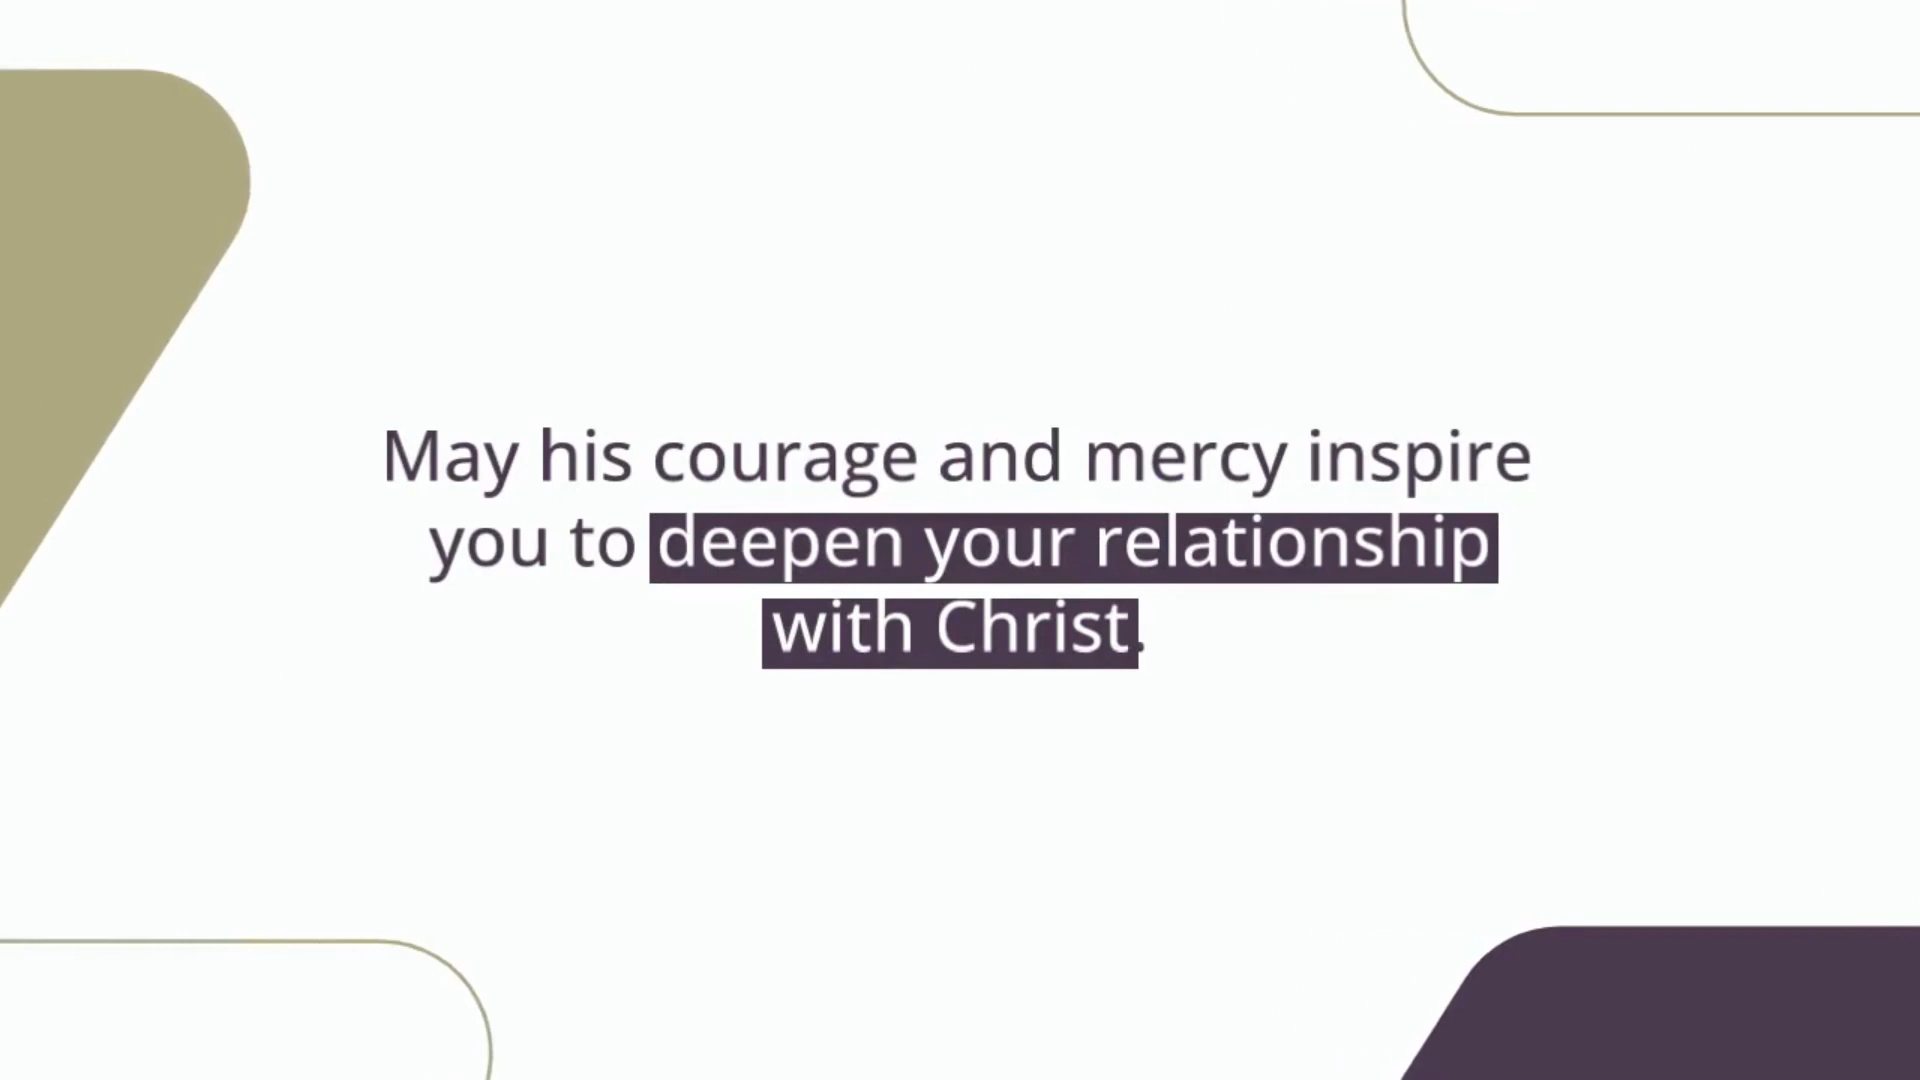 May his courage and mercy inspire
you to deepen your relationship
with Christ.